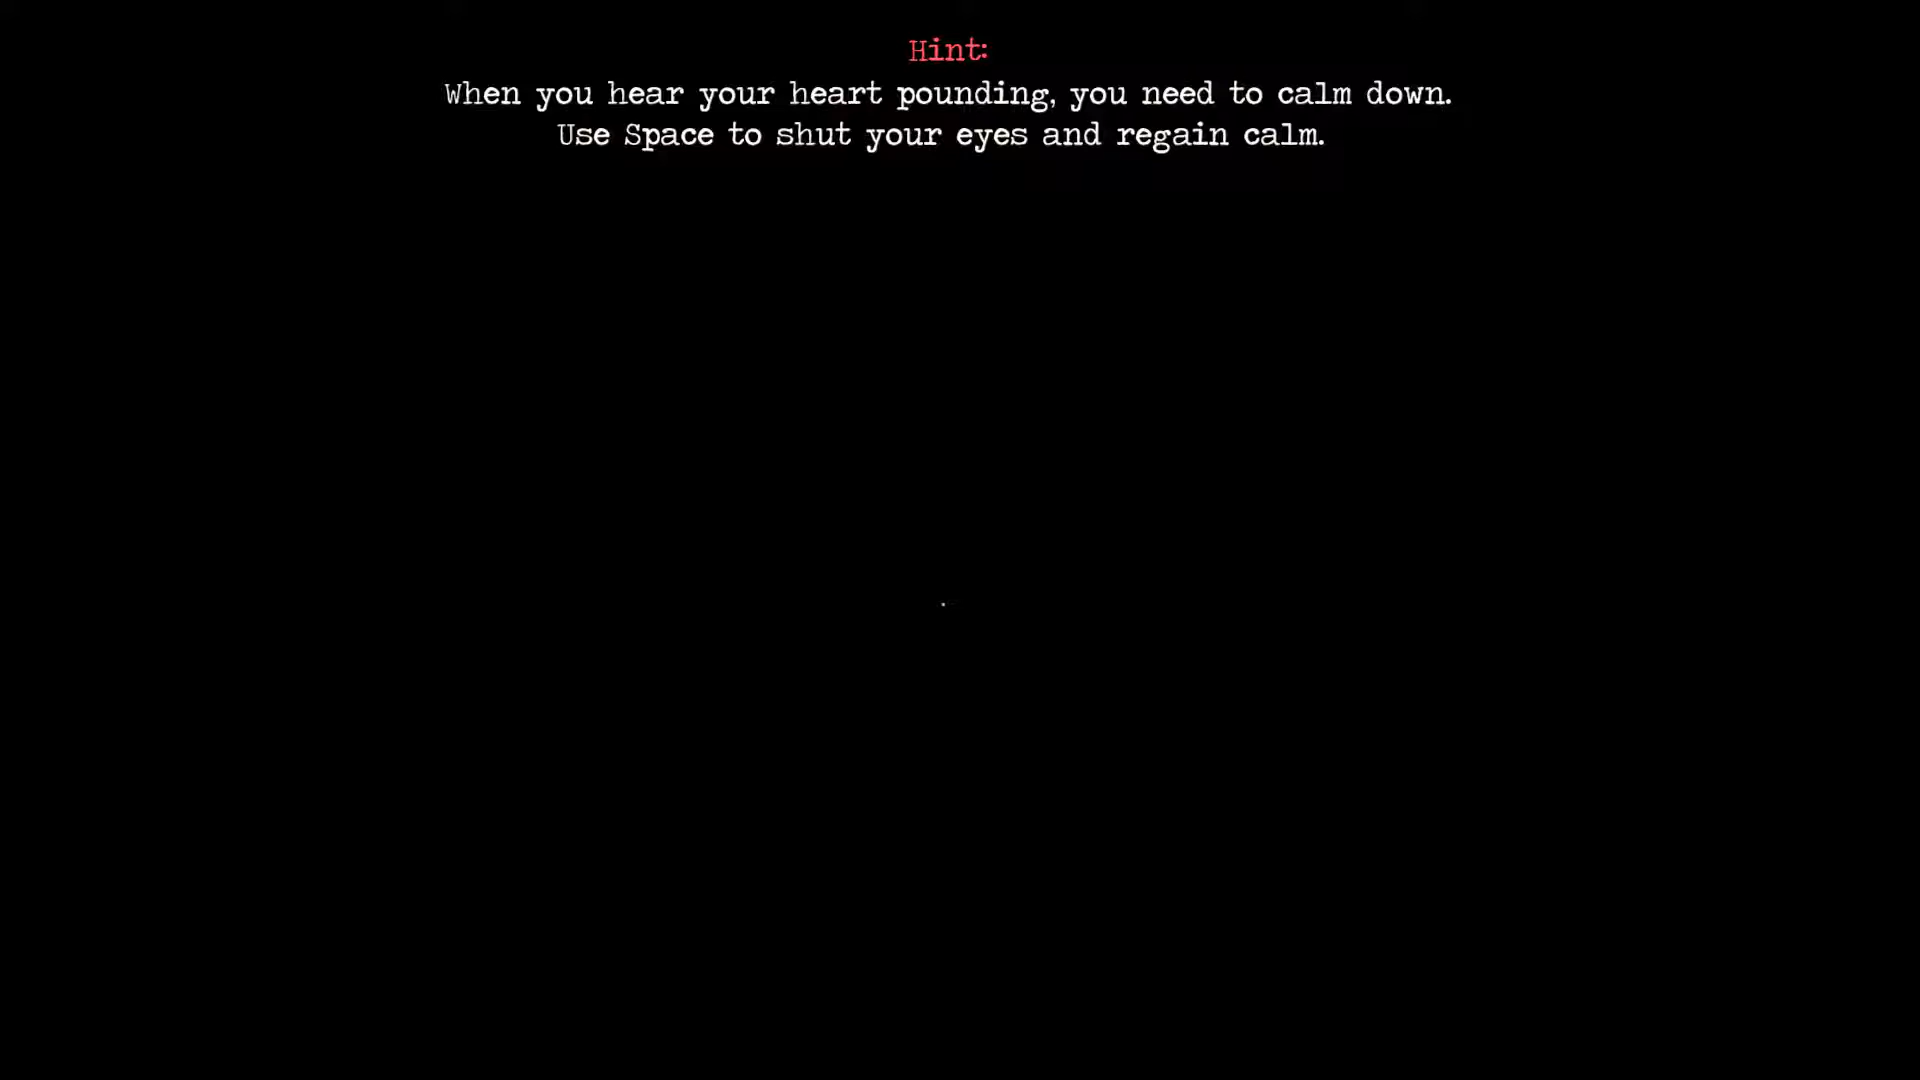 Hint:
When you hear your heart pounding, you need to calm down.
Use Space to shut your eyes and regain calm.